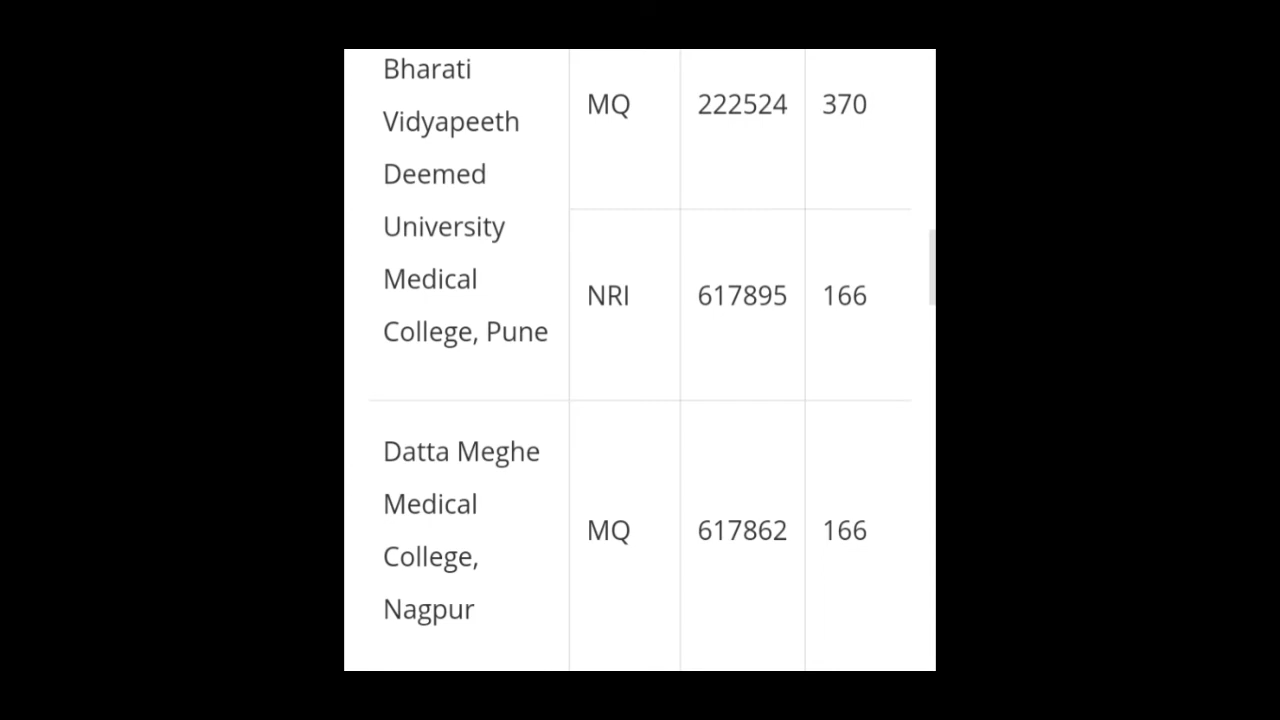 Bharati
Vidyapeeth
Deemed
University
Medical
College, Pune
MQ 222524 370
NRI 617895 166
Datta Meghe
Medical
College,
Nagpur
MQ 617862 166